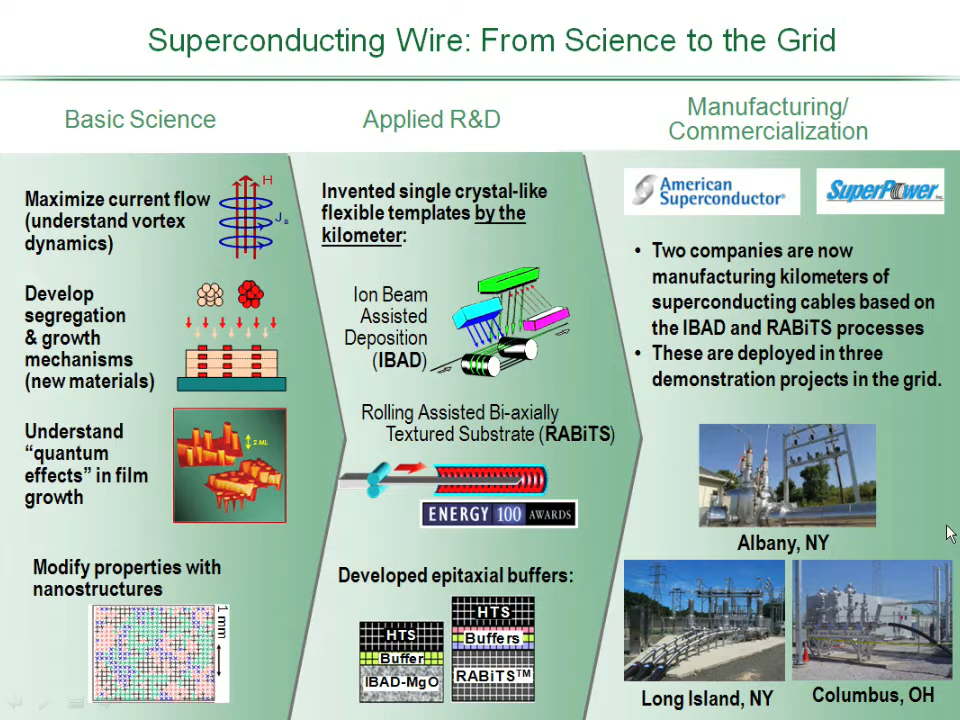 Superconducting Wire: From Science to the Grid
Basic Science
Applied R&D
Manufacturing/
Commercialization
Maximize current flow
(understand vortex
dynamics)
H
Js
Develop
segregation
& growth
mechanisms
(new materials)
Understand
“quantum
effects” in film
growth
2 ML
Modify properties with
nanostructures
1 mm
Invented single crystal-like
flexible templates by the
kilometer:
Ion Beam
Assisted
Deposition
(IBAD)
Rolling Assisted Bi-axially
Textured Substrate (RABiTS)
ENERGY 100 AWARDS
Developed epitaxial buffers:
HTS
Buffer
IBAD-MgO
HTS
Buffers
RABiTS™
American
Superconductor®
SuperPower Inc.
• Two companies are now
manufacturing kilometers of
superconducting cables based on
the IBAD and RABiTS processes
• These are deployed in three
demonstration projects in the grid.
Albany, NY
Long Island, NY
Columbus, OH